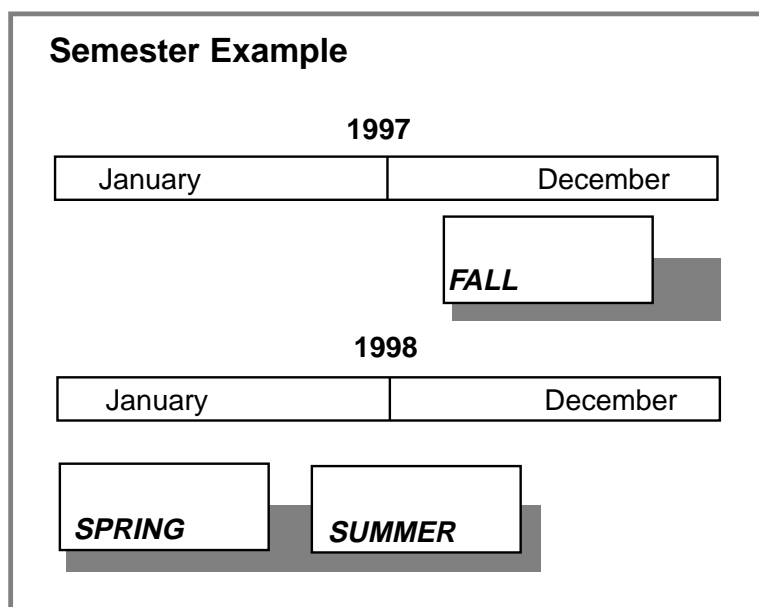 Semester Example
1997
January December
FALL
1998
January December
SPRING SUMMER